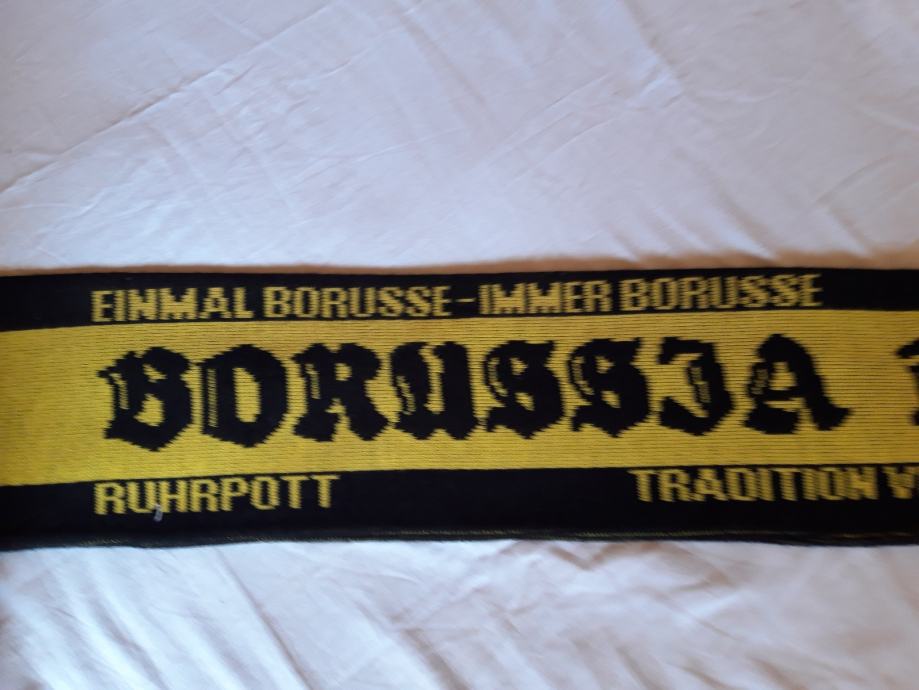 EINMAL BORUSSE - IMMER BORUSSE
BORUSSIA
RUHRPOTT TRADITION